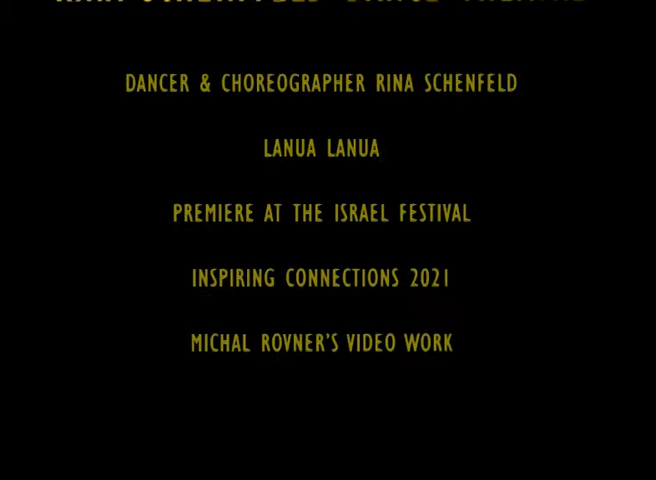 DANCER & CHOREOGRAPHER RINA SCHENFELD
LANUA LANUA
PREMIERE AT THE ISRAEL FESTIVAL
INSPIRING CONNECTIONS 2021
MICHAL ROVNER'S VIDEO WORK